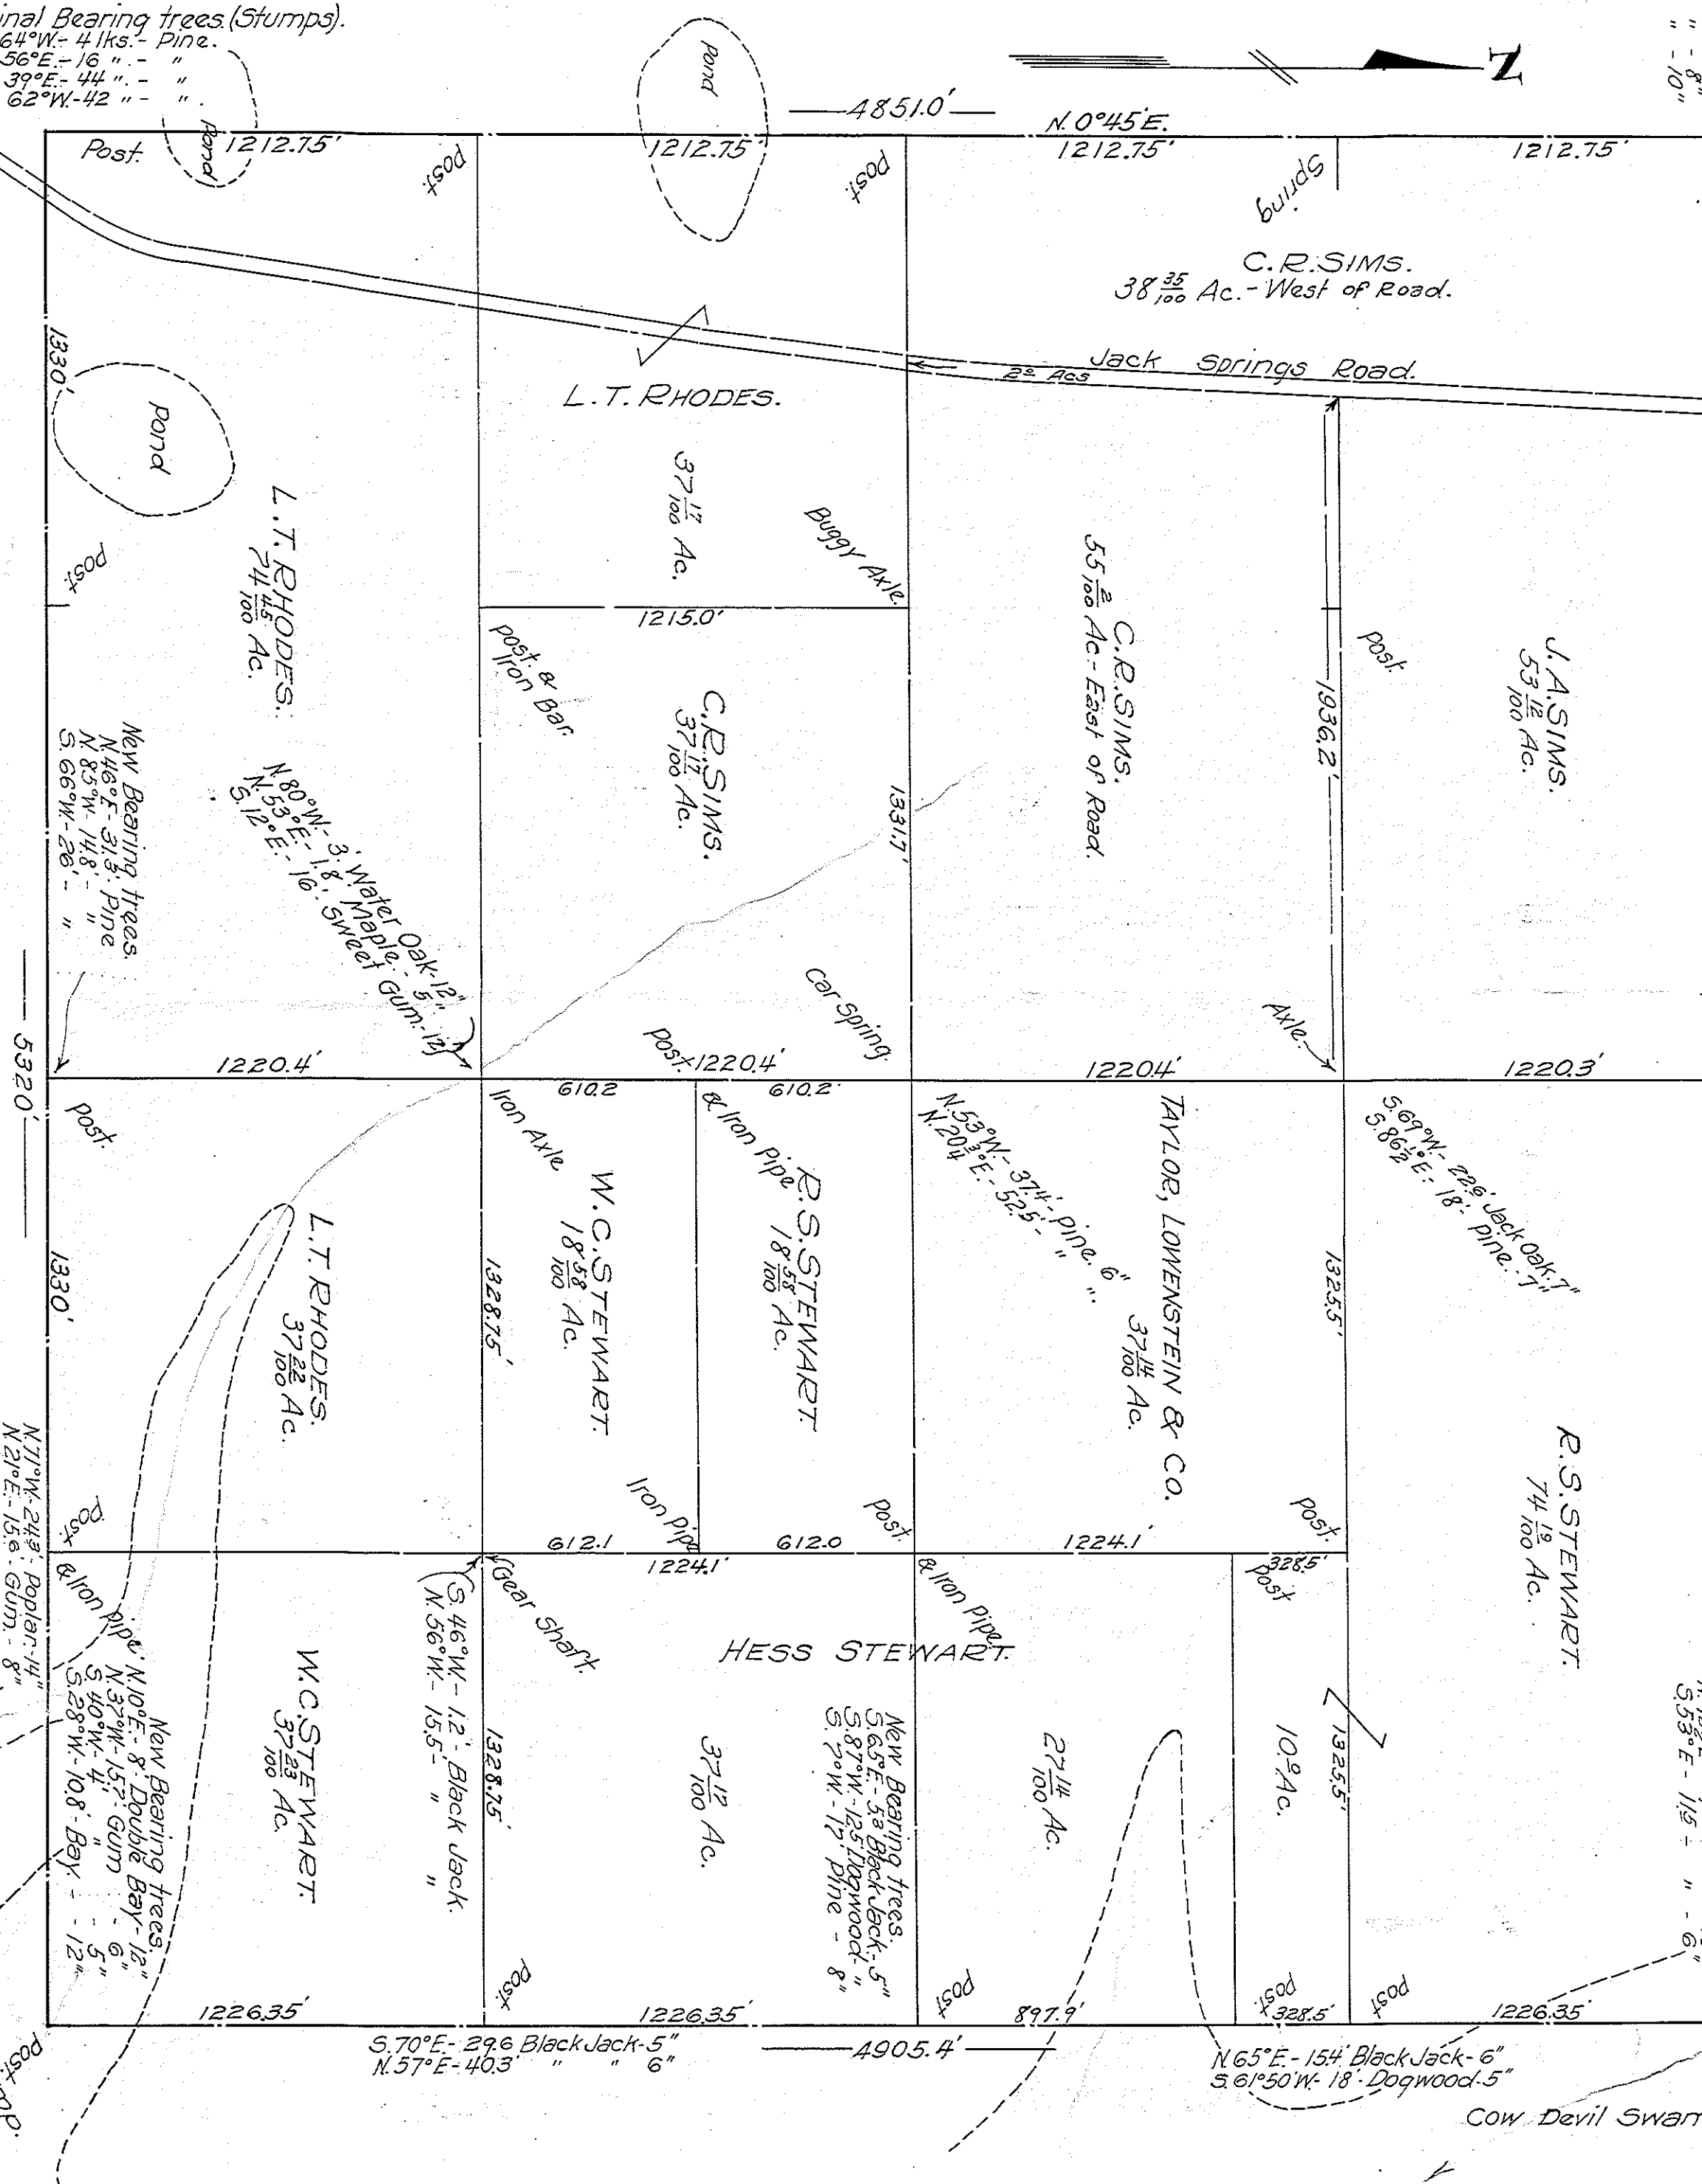 Bearing trees (Stumps).
64°W.- 4 lks.- Pine.
56°E.- 16 " .- "
39°E.- 44 " .- "
62°W.- 42 " - " .
" - 8"
" - 10"
N
Pond
Pond
4851.0'
N. 0°45'E.
Post.
1212.75'
Post.
1212.75'
Post.
1212.75'
Spring
1212.75'
C.R.SIMS.
38 35/100 Ac.- West of Road.
Jack Springs Road.
Acs
L.T. RHODES.
1330'
Pond
37 17/100 Ac.
Buggy Axle.
L.T. RHODES.
74 45/100 Ac.
Post.
1215.0'
Post. &
Iron Bar.
C.R.SIMS.
37 17/100 Ac.
1331.7'
C.R.SIMS.
55 2/100 Ac.- East of Road.
1936.2'
Post
J.A.SIMS.
53 12/100 Ac.
New Bearing trees.
N.46°E.- 31.3'. Pine
N.85°W.- 14.8'- "
S.66°W.- 26'- "
N.80°W.- 3'. Water Oak-12"
N.53°E.- 1.8'. Maple.- 5"
S.12°E.- 16'. Sweet Gum.-12"
Car Spring.
Axle.
5320'
1220.4'
Post.
1220.4'
1220.4'
1220.3'
Post.
Iron Axle
610.2
& Iron Pipe
610.2'
N.53°W.- 37.4'- Pine. 6"
N.20¾°E.- 52.5'- " ".
S.69°W.- 22.6' Jack Oak.7"
S.86½°E.- 18'- Pine.-7"
L.T. RHODES.
37 22/100 Ac.
1330'
1328.75'
W.C.STEWART.
18 58/100 Ac.
R.S.STEWART.
18 58/100 Ac.
TAYLOR, LOWENSTEIN & CO.
37 14/100 Ac.
1325.5'
R.S.STEWART.
74 19/100 Ac.
Post.
Iron Pipe
Post.
Post.
612.1
1224.1'
612.0
1224.1'
328.5'
Post
N.71°W.-24.8'. Poplar.-14"
N.21°E.-15.6'- Gum.- 8"
& Iron Pipe
Gear Shaft.
& Iron Pipe
S.46°W.- 12'- Black Jack.
N.56°W.- 15.5'- " "
HESS STEWART.
W.C.STEWART.
37 23/100 Ac.
1328.75'
37 12/100 Ac.
27 14/100 Ac.
10.0 Ac.
1325.5'
New Bearing trees.
N.10°E.- 8'- Double Bay- 12"
N.37°W.-15.7'- Gum - 6"
S.40°W.- 4' " - 5"
S.28°W.- 10.8'- Bay. - - 12"
New Bearing trees.
S.65°E.- 58' Black Jack.-5"
S.87°W.-125' Dogwood- "
S.7°W.- 17'. Pine - 8"
S.53°E.- 115 - " - 6"
Post.
Post
Post.
Post
1226.35'
1226.35'
897.9'
328.5'
1226.35'
S.70°E.- 29.6 Black Jack-5"
N.57°E.-40.3' " " 6"
4905.4'
N.65°E.- 15.4' Black Jack- 6"
S.61°50'W.- 18'- Dogwood-5"
Post.
Cow Devil Swam